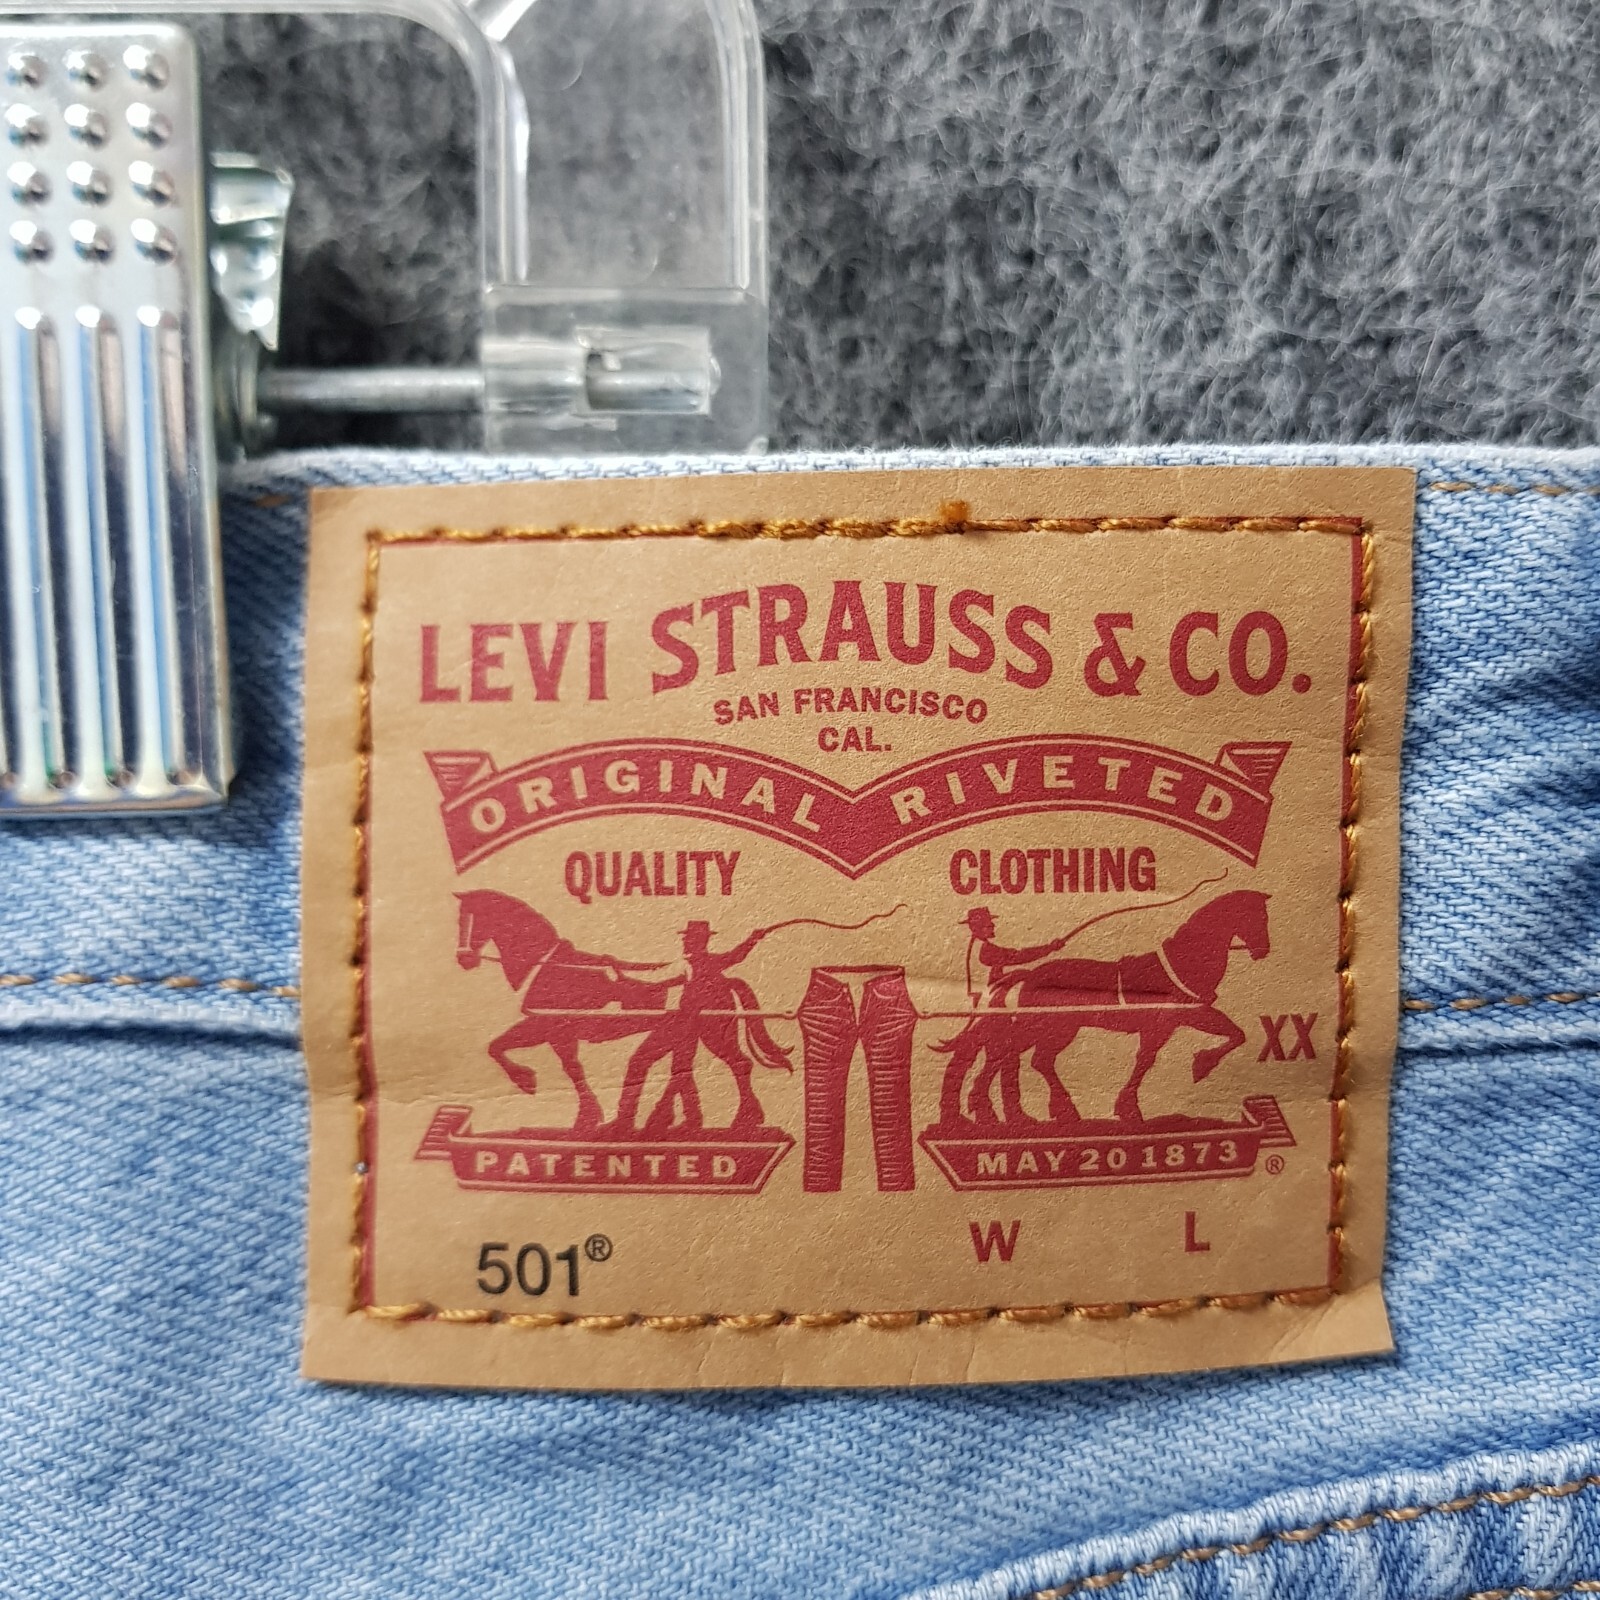 LEVI STRAUSS & CO.
SAN FRANCISCO
CAL.
ORIGINAL RIVETED
QUALITY CLOTHING
XX
PATENTED MAY 20 1873 ®
501® W L